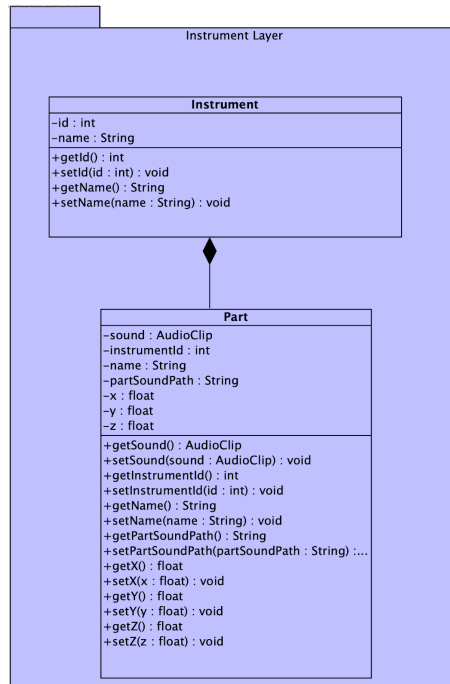 Instrument Layer
Instrument
-id : int
-name : String
+getId() : int
+setId(id : int) : void
+getName() : String
+setName(name : String) : void
Part
-sound : AudioClip
-instrumentId : int
-name : String
-partSoundPath : String
-x : float
-y : float
-z : float
+getSound() : AudioClip
+setSound(sound : AudioClip) : void
+getInstrumentId() : int
+setInstrumentId(id : int) : void
+getName() : String
+setName(name : String) : void
+getPartSoundPath() : String
+setPartSoundPath(partSoundPath : String) :...
+getX() : float
+setX(x : float) : void
+getY() : float
+setY(y : float) : void
+getZ() : float
+setZ(z : float) : void